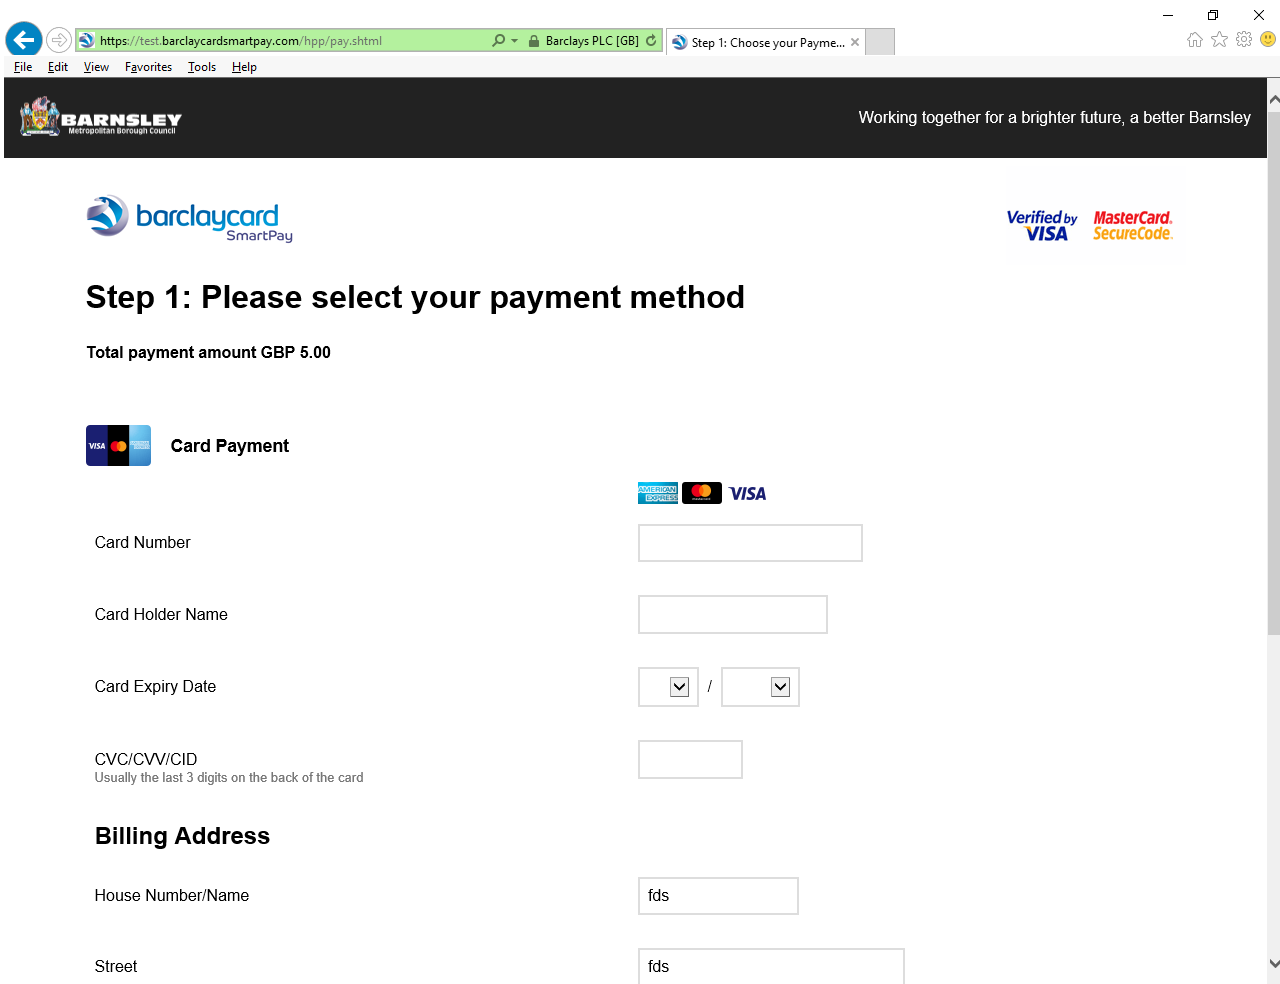 https://test.barclaycardsmartpay.com/hpp/pay.shtml
Barclays PLC [GB]
Step 1: Choose your Payme...
File Edit View Favorites Tools Help
BARNSLEY
Metropolitan Borough Council
Working together for a brighter future, a better Barnsley
barclaycard
SmartPay
Verified by
VISA
MasterCard.
SecureCode.
Step 1: Please select your payment method
Total payment amount GBP 5.00
VISA
Card Payment
AMERICAN
EXPRESS
VISA
Card Number
Card Holder Name
Card Expiry Date
/
CVC/CVV/CID
Usually the last 3 digits on the back of the card
Billing Address
House Number/Name
fds
Street
fds